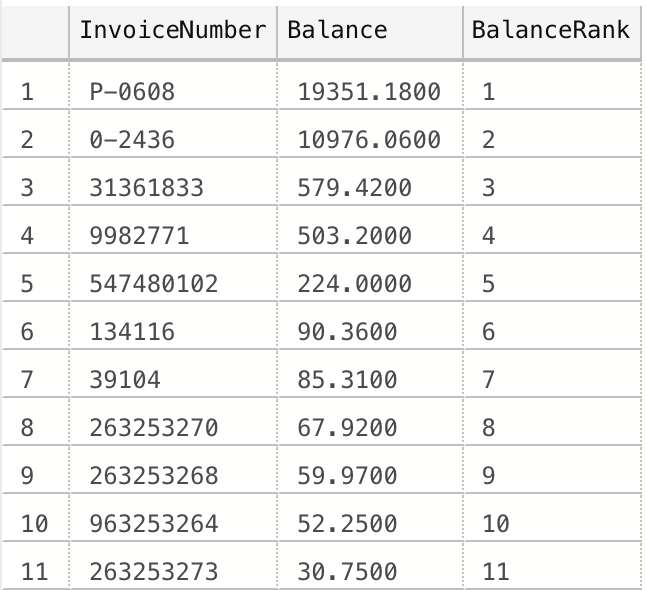 InvoiceNumber Balance BalanceRank
1 P-0608 19351.1800 1
2 0-2436 10976.0600 2
3 31361833 579.4200 3
4 9982771 503.2000 4
5 547480102 224.0000 5
6 134116 90.3600 6
7 39104 85.3100 7
8 263253270 67.9200 8
9 263253268 59.9700 9
10 963253264 52.2500 10
11 263253273 30.7500 11